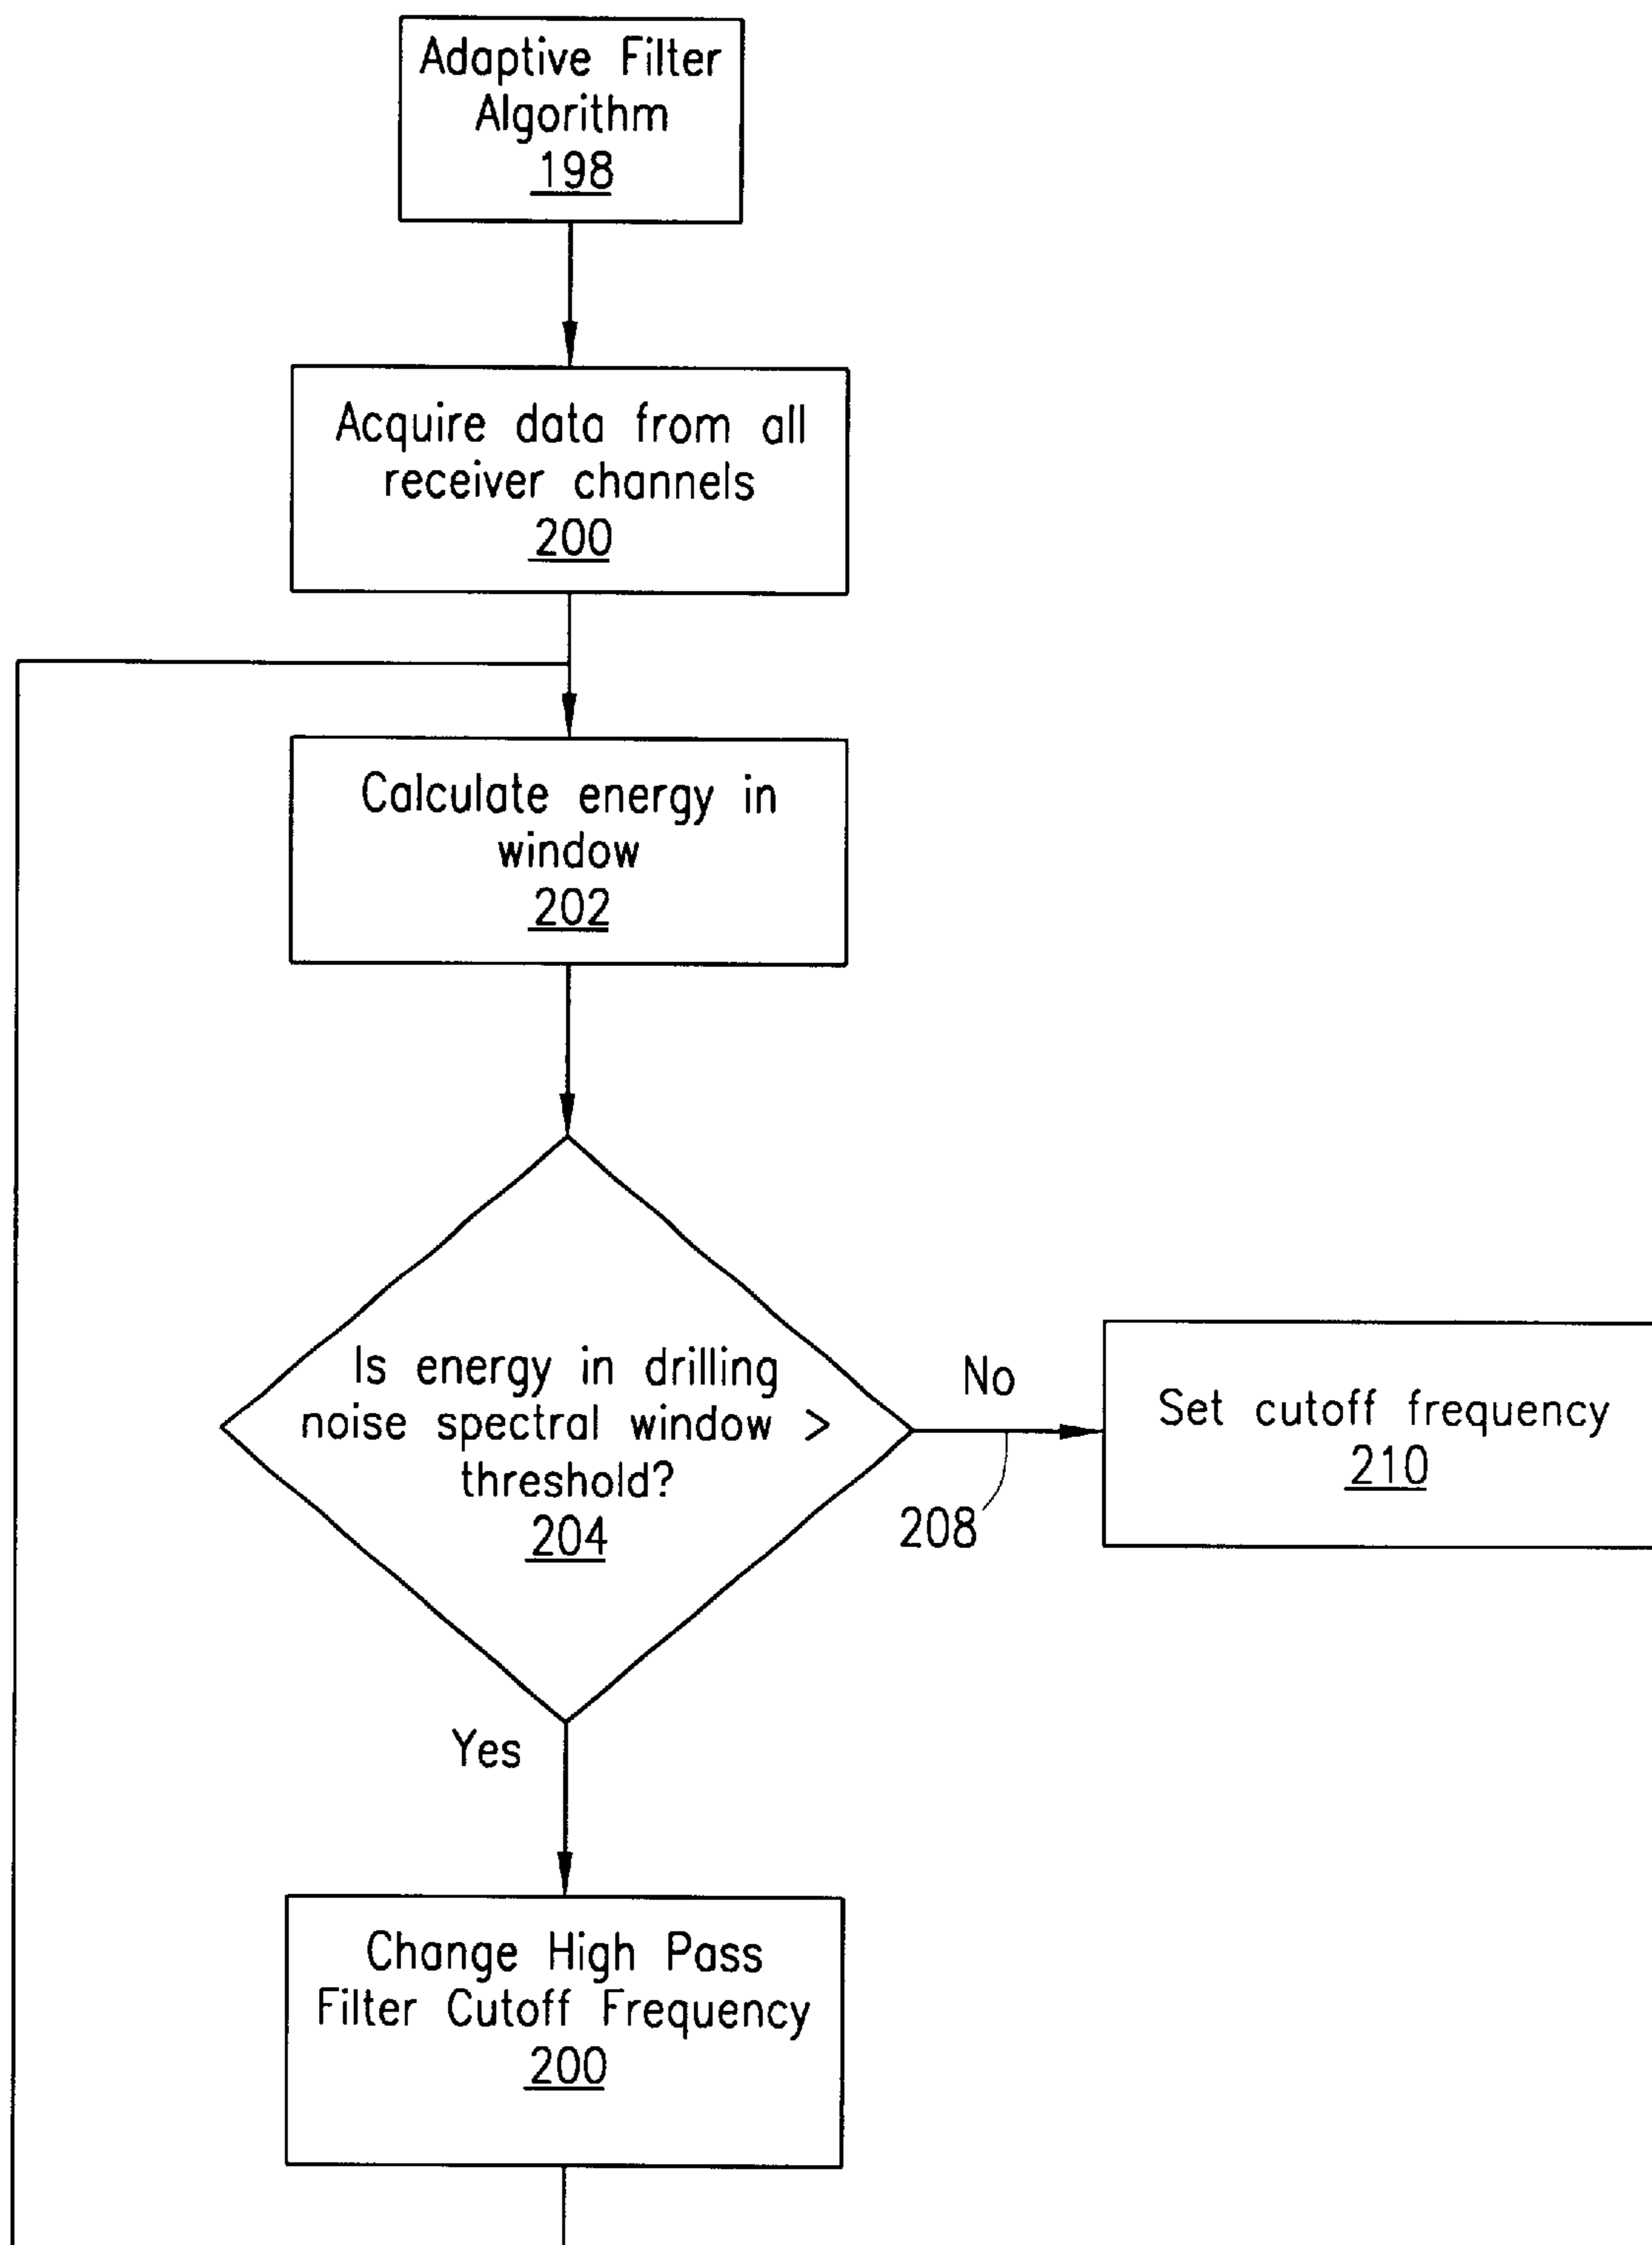 Adaptive Filter
Algorithm
198
Acquire data from all
receiver channels
200
Calculate energy in
window
202
Is energy in drilling
noise spectral window >
threshold?
204
No
208
Set cutoff frequency
210
Yes
Change High Pass
Filter Cutoff Frequency
200